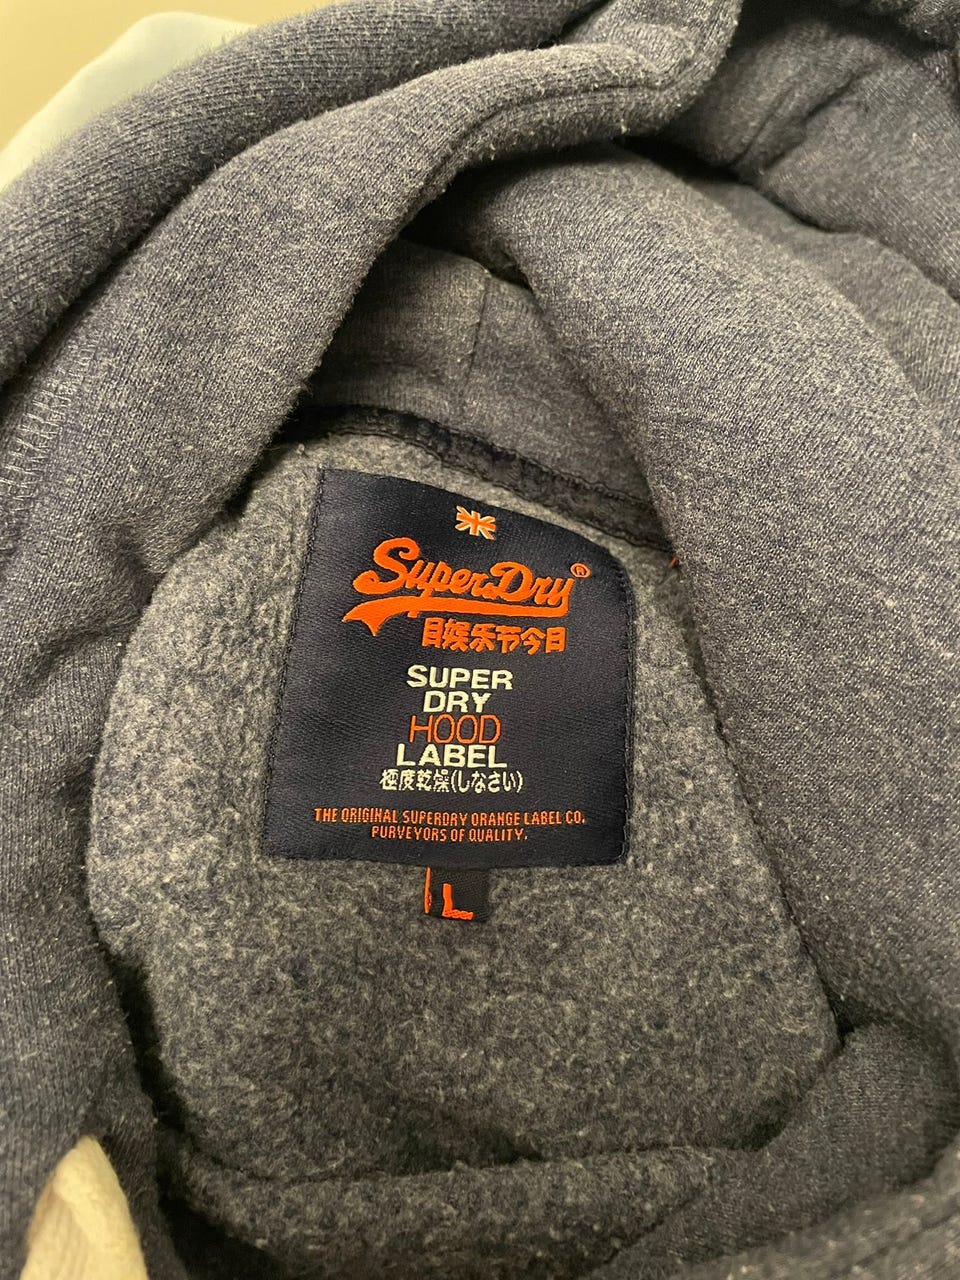 SuperDry®
目娱乐节今日
SUPER
DRY
HOOD
LABEL
極度乾燥(しなさい)
THE ORIGINAL SUPERDRY ORANGE LABEL CO.
PURVEYORS OF QUALITY.
L